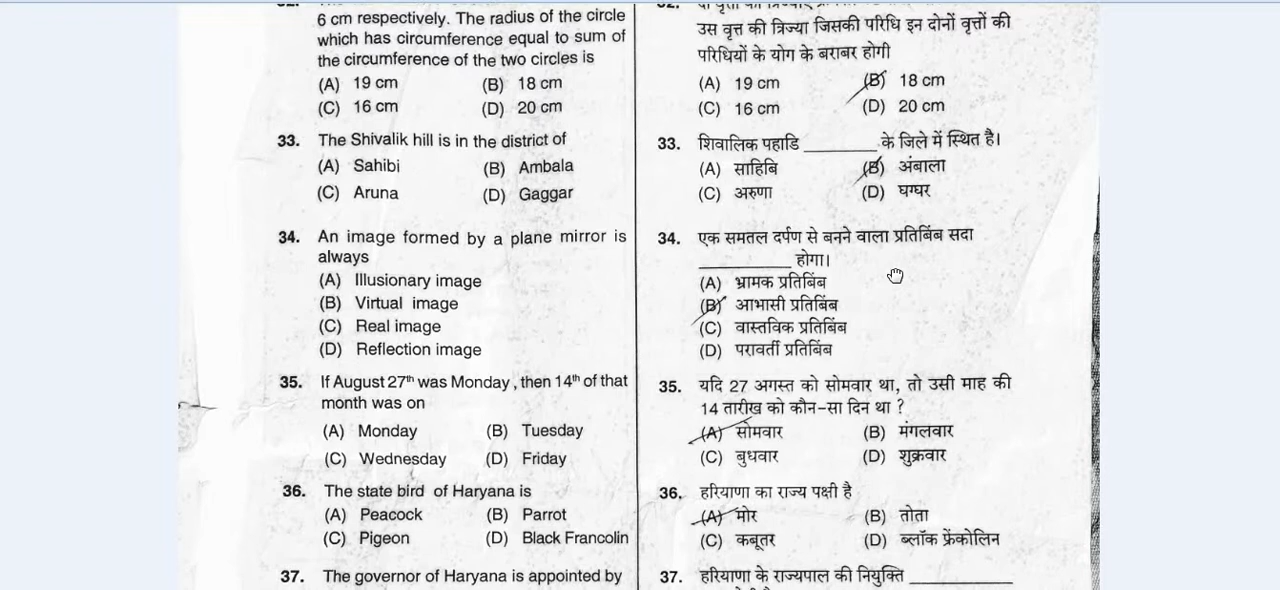 6 cm respectively. The radius of the circle
which has circumference equal to sum of
the circumference of the two circles is
(A) 19 cm (B) 18 cm
(C) 16 cm (D) 20 cm
33. The Shivalik hill is in the district of
(A) Sahibi (B) Ambala
(C) Aruna (D) Gaggar
34. An image formed by a plane mirror is
always
(A) Illusionary image
(B) Virtual image
(C) Real image
(D) Reflection image
35. If August 27th was Monday, then 14th of that
month was on
(A) Monday (B) Tuesday
(C) Wednesday (D) Friday
36. The state bird of Haryana is
(A) Peacock (B) Parrot
(C) Pigeon (D) Black Francolin
37. The governor of Haryana is appointed by
उस वृत्त की त्रिज्या जिसकी परिधि इन दोनों वृत्तों की
परिधियों के योग के बराबर होगी
(A) 19 cm (B) 18 cm
(C) 16 cm (D) 20 cm
33. शिवालिक पहाडि ________ के जिले में स्थित है।
(A) साहिबि (B) अंबाला
(C) अरुणा (D) घग्घर
34. एक समतल दर्पण से बनने वाला प्रतिबिंब सदा
__________ होगा।
(A) भ्रामक प्रतिबिंब
(B) आभासी प्रतिबिंब
(C) वास्तविक प्रतिबिंब
(D) परावर्ती प्रतिबिंब
35. यदि 27 अगस्त को सोमवार था, तो उसी माह की
14 तारीख को कौन-सा दिन था ?
(A) सोमवार (B) मंगलवार
(C) बुधवार (D) शुक्रवार
36. हरियाणा का राज्य पक्षी है
(A) मोर (B) तोता
(C) कबूतर (D) ब्लॉक फ्रेंकोलिन
37. हरियाणा के राज्यपाल की नियुक्ति ___________